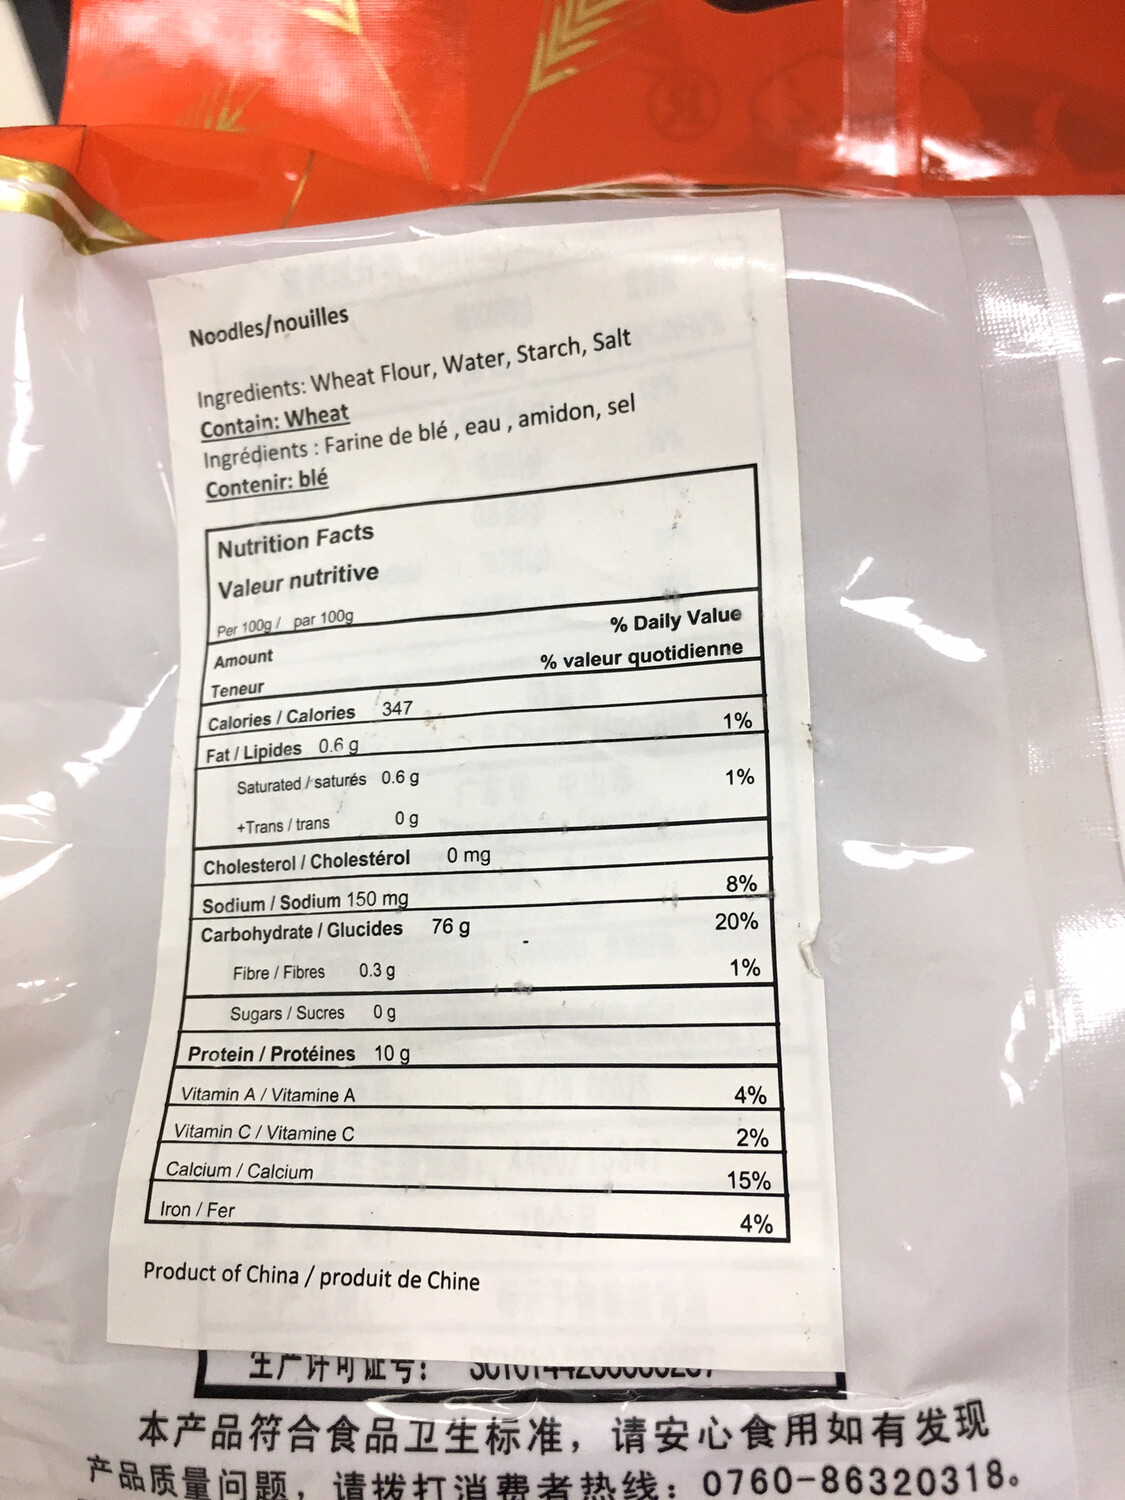 Noodles/nouilles
Ingredients: Wheat Flour, Water, Starch, Salt
Contain: Wheat
Ingrédients : Farine de blé , eau , amidon, sel
Contenir: blé
Nutrition Facts
Valeur nutritive
Per 100g / par 100g
Amount % Daily Value
Teneur % valeur quotidienne
Calories / Calories 347
Fat / Lipides 0.6 g 1%
Saturated / saturés 0.6 g 1%
+Trans / trans 0 g
Cholesterol / Cholestérol 0 mg
Sodium / Sodium 150 mg 8%
Carbohydrate / Glucides 76 g 20%
Fibre / Fibres 0.3 g 1%
Sugars / Sucres 0 g
Protein / Protéines 10 g
Vitamin A / Vitamine A 4%
Vitamin C / Vitamine C 2%
Calcium / Calcium 15%
Iron / Fer 4%
Product of China / produit de Chine
生产许可证号：
本产品符合食品卫生标准，请安心食用如有发现
产品质量问题，请拨打消费者热线：0760-86320318。